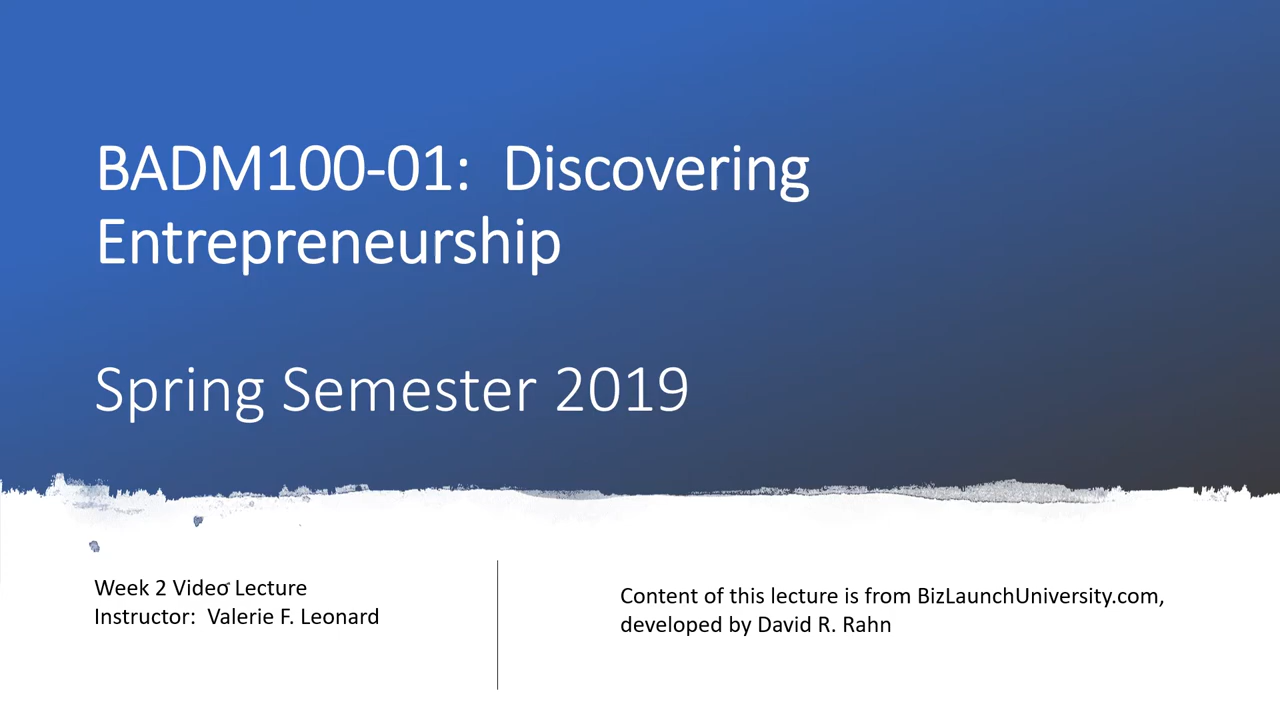 BADM100-01:  Discovering
Entrepreneurship
Spring Semester 2019
Week 2 Video Lecture
Instructor:  Valerie F. Leonard
Content of this lecture is from BizLaunchUniversity.com,
developed by David R. Rahn